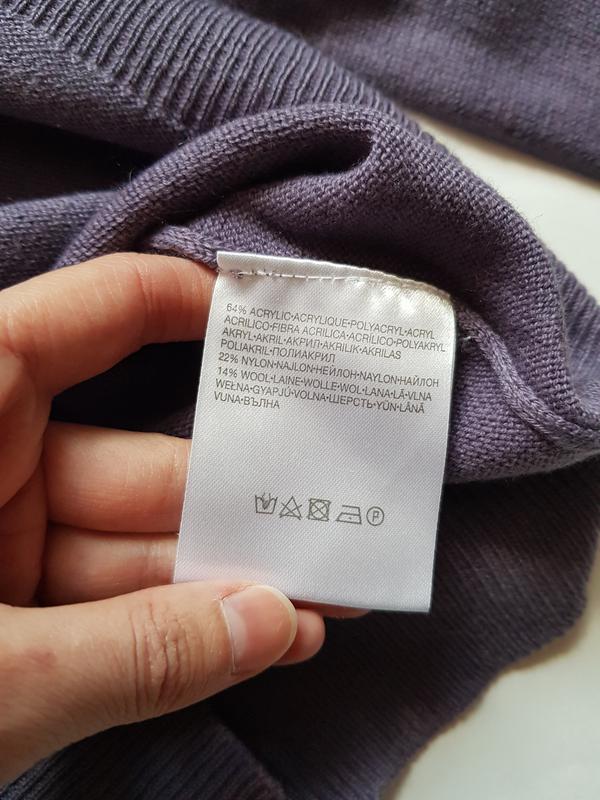 64% ACRYLIC•ACRYLIQUE•POLYACRYL•ACRYL
ACRILICO•FIBRA ACRILICA•ACRÍLICO•POLYAKRYL
AKRYL•AKRIL•АКРИЛ•AKRILIK•AKRILAS
POLIAKRIL•ПОЛИАКРИЛ
22% NYLON•NAJLON•НЕЙЛОН•NAYLON•НАЙЛОН
14% WOOL•LAINE•WOLLE•WOL•LANA•LÃ•VLNA
WEŁNA•GYAPJÚ•VOLNA•ШЕРСТЬ•YÜN•LÂNĂ
VUNA•ВЪЛНА
P